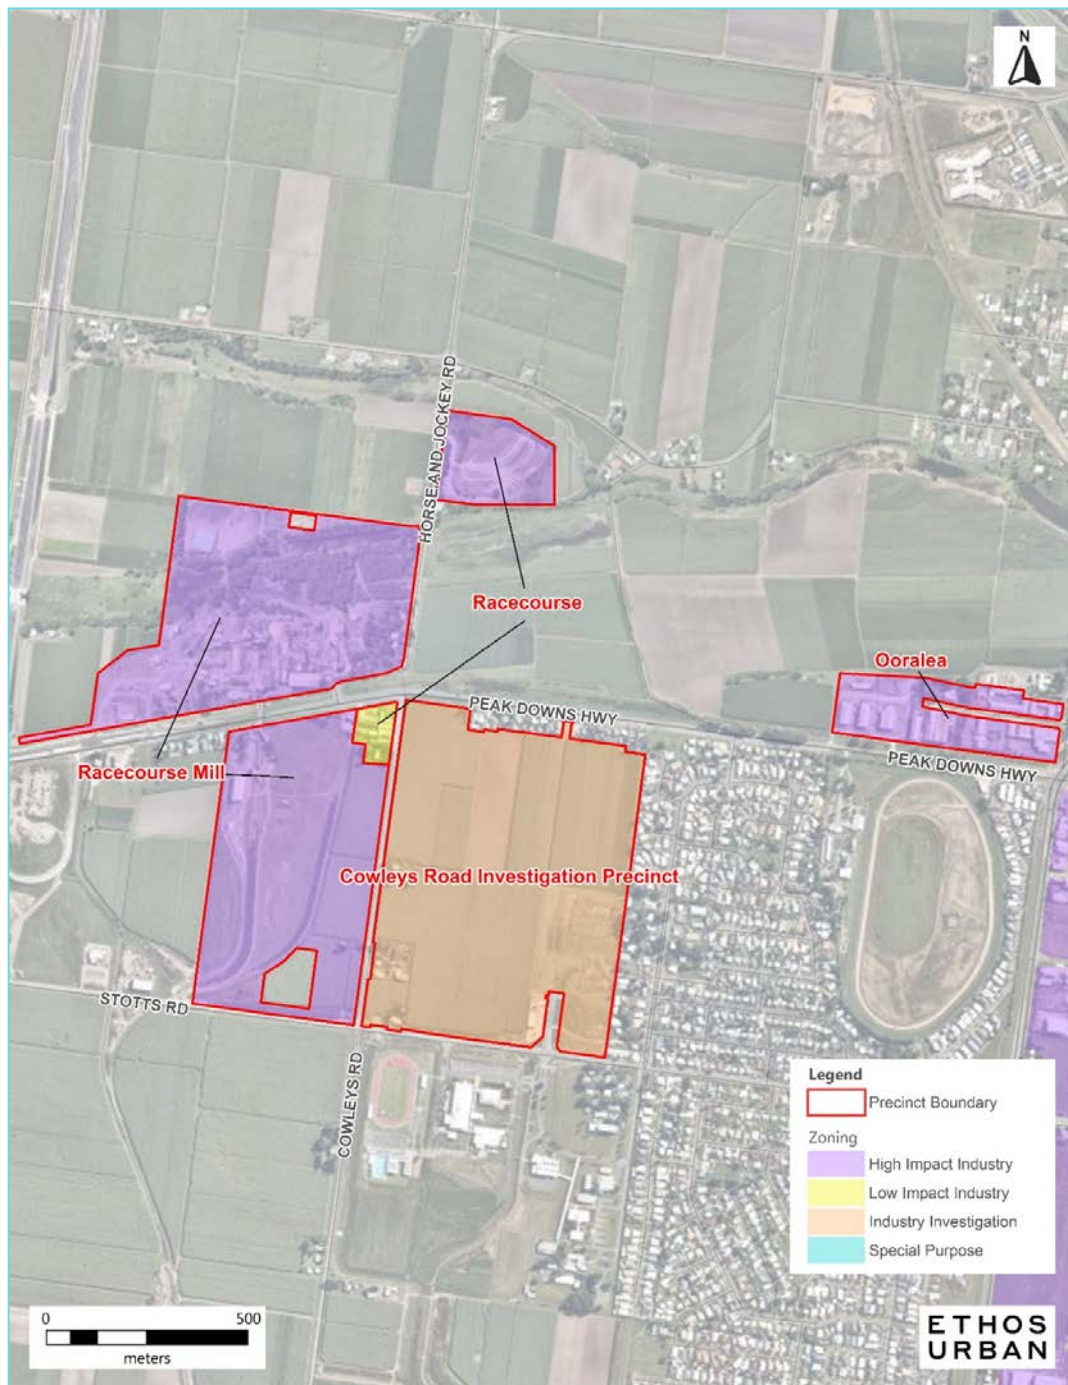 N
HORSE AND JOCKEY RD
Racecourse
Ooralea
PEAK DOWNS HWY
PEAK DOWNS HWY
Racecourse Mill
Cowleys Road Investigation Precinct
STOTTS RD
COWLEYS RD
Legend
Precinct Boundary
Zoning
High Impact Industry
Low Impact Industry
Industry Investigation
Special Purpose
0 500
meters
ETHOS
URBAN